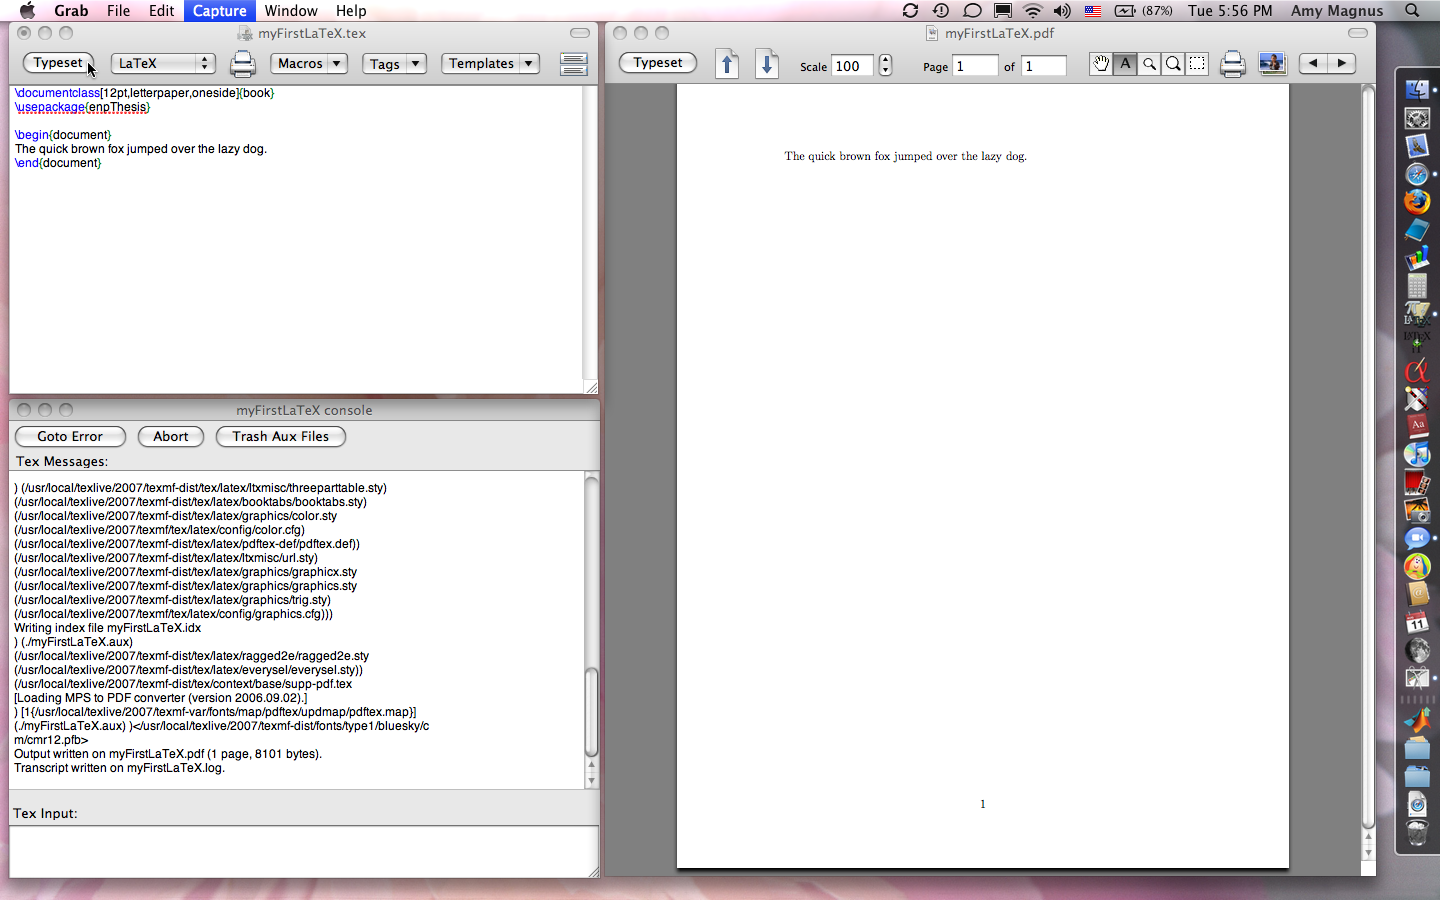 Grab File Edit Capture Window Help (87%) Tue 5:56 PM Amy Magnus
myFirstLaTeX.tex
Typeset LaTeX Macros Tags Templates
\documentclass[12pt,letterpaper,oneside]{book}
\usepackage{enpThesis}
\begin{document}
The quick brown fox jumped over the lazy dog.
\end{document}
myFirstLaTeX console
Goto Error Abort Trash Aux Files
Tex Messages:
) (/usr/local/texlive/2007/texmf-dist/tex/latex/ltxmisc/threeparttable.sty)
(/usr/local/texlive/2007/texmf-dist/tex/latex/booktabs/booktabs.sty)
(/usr/local/texlive/2007/texmf-dist/tex/latex/graphics/color.sty
(/usr/local/texlive/2007/texmf/tex/latex/config/color.cfg)
(/usr/local/texlive/2007/texmf-dist/tex/latex/pdftex-def/pdftex.def))
(/usr/local/texlive/2007/texmf-dist/tex/latex/ltxmisc/url.sty)
(/usr/local/texlive/2007/texmf-dist/tex/latex/graphics/graphicx.sty
(/usr/local/texlive/2007/texmf-dist/tex/latex/graphics/graphics.sty
(/usr/local/texlive/2007/texmf-dist/tex/latex/graphics/trig.sty)
(/usr/local/texlive/2007/texmf/tex/latex/config/graphics.cfg)))
Writing index file myFirstLaTeX.idx
) (./myFirstLaTeX.aux)
(/usr/local/texlive/2007/texmf-dist/tex/latex/ragged2e/ragged2e.sty
(/usr/local/texlive/2007/texmf-dist/tex/latex/everysel/everysel.sty))
(/usr/local/texlive/2007/texmf-dist/tex/context/base/supp-pdf.tex
[Loading MPS to PDF converter (version 2006.09.02).]
) [1{/usr/local/texlive/2007/texmf-var/fonts/map/pdftex/updmap/pdftex.map}]
(./myFirstLaTeX.aux) )</usr/local/texlive/2007/texmf-dist/fonts/type1/bluesky/c
m/cmr12.pfb>
Output written on myFirstLaTeX.pdf (1 page, 8101 bytes).
Transcript written on myFirstLaTeX.log.
Tex Input:
myFirstLaTeX.pdf
Typeset Scale 100 Page 1 of 1 A
The quick brown fox jumped over the lazy dog.
1
Aa
11